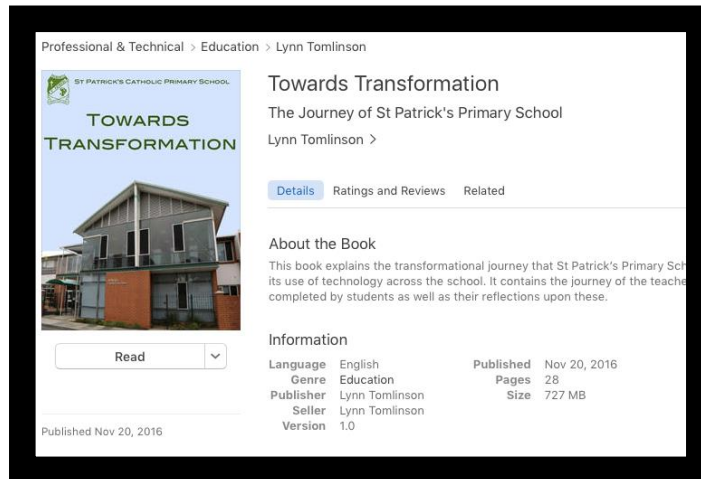 Professional & Technical > Education > Lynn Tomlinson
ST PATRICK'S CATHOLIC PRIMARY SCHOOL
TOWARDS
TRANSFORMATION
Read
Published Nov 20, 2016
Towards Transformation
The Journey of St Patrick's Primary School
Lynn Tomlinson >
Details Ratings and Reviews Related
About the Book
This book explains the transformational journey that St Patrick's Primary Sch
its use of technology across the school. It contains the journey of the teache
completed by students as well as their reflections upon these.
Information
Language English Published Nov 20, 2016
Genre Education Pages 28
Publisher Lynn Tomlinson Size 727 MB
Seller Lynn Tomlinson
Version 1.0